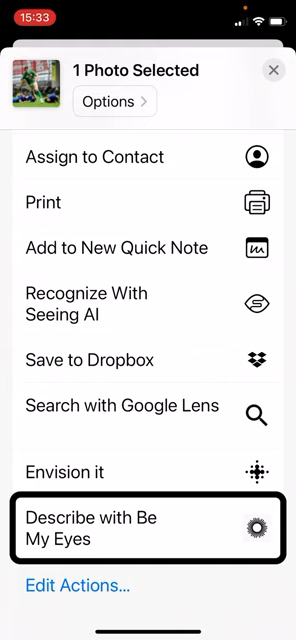 15:33
1 Photo Selected
Options
Assign to Contact
Print
Add to New Quick Note
Recognize With
Seeing AI
Save to Dropbox
Search with Google Lens
Envision it
Describe with Be
My Eyes
Edit Actions...